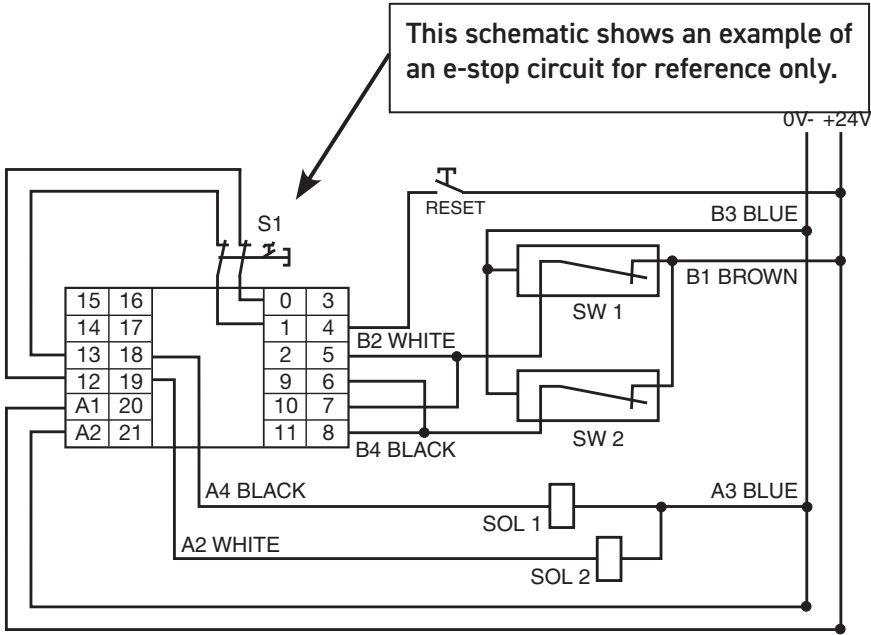 This schematic shows an example of
an e-stop circuit for reference only.
0V- +24V
RESET
B3 BLUE
S1
B1 BROWN
SW 1
15 16 0 3
14 17 1 4
B2 WHITE
13 18 2 5
12 19 9 6
A1 20 10 7
A2 21 11 8
SW 2
B4 BLACK
A4 BLACK
A3 BLUE
SOL 1
A2 WHITE
SOL 2